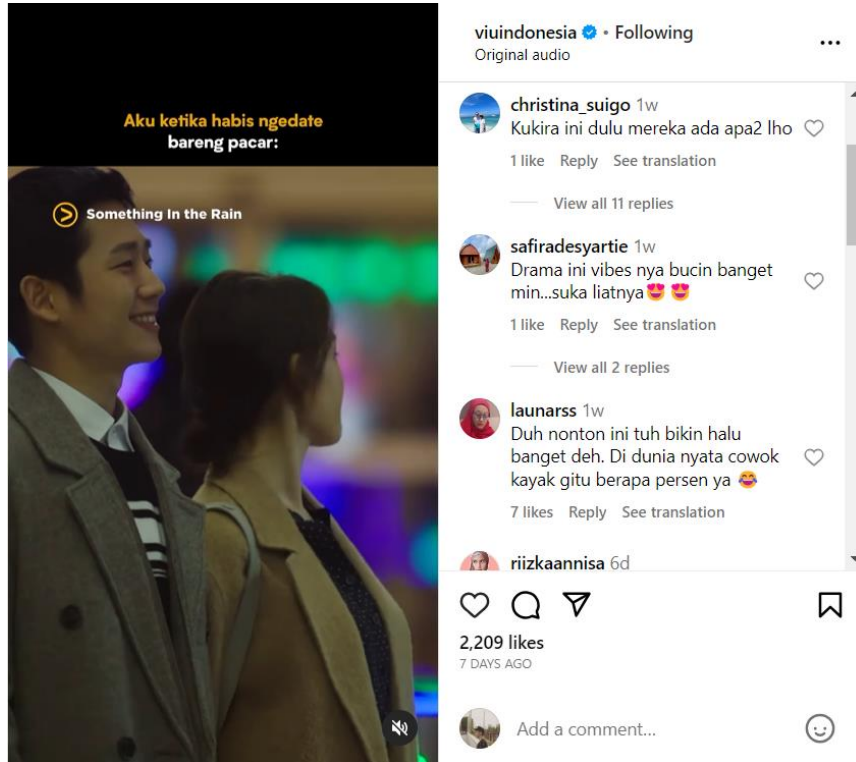 Aku ketika habis ngedate
bareng pacar:
Something In the Rain
viuindonesia • Following
Original audio
christina_suigo 1w
Kukira ini dulu mereka ada apa2 lho
1 like Reply See translation
View all 11 replies
safiradesyartie 1w
Drama ini vibes nya bucin banget
min...suka liatnya😍 😍
1 like Reply See translation
View all 2 replies
launarss 1w
Duh nonton ini tuh bikin halu
banget deh. Di dunia nyata cowok
kayak gitu berapa persen ya 😂
7 likes Reply See translation
riizkaannisa 6d
2,209 likes
7 DAYS AGO
Add a comment...